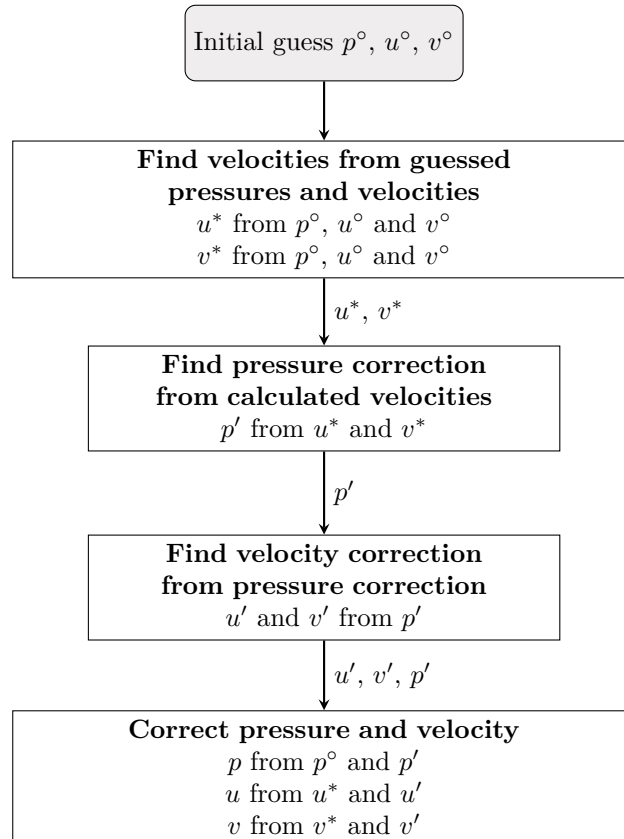 Initial guess p°, u°, v°
Find velocities from guessed
pressures and velocities
u* from p°, u° and v°
v* from p°, u° and v°
u*, v*
Find pressure correction
from calculated velocities
p′ from u* and v*
p′
Find velocity correction
from pressure correction
u′ and v′ from p′
u′, v′, p′
Correct pressure and velocity
p from p° and p′
u from u* and u′
v from v* and v′